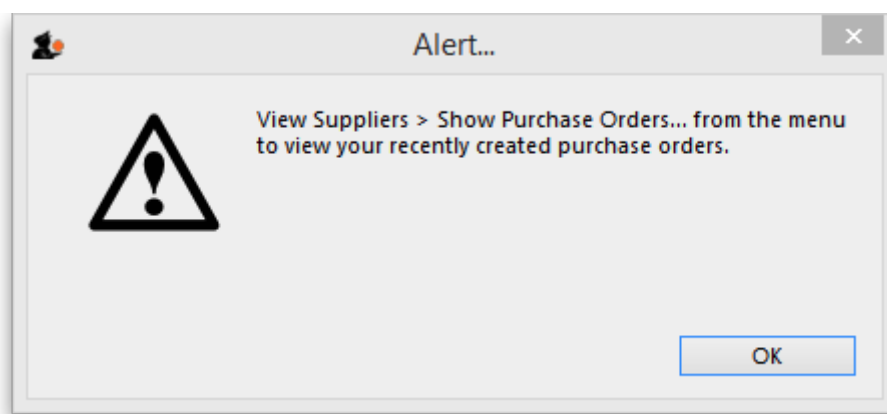 Alert...
View Suppliers > Show Purchase Orders... from the menu
to view your recently created purchase orders.
OK